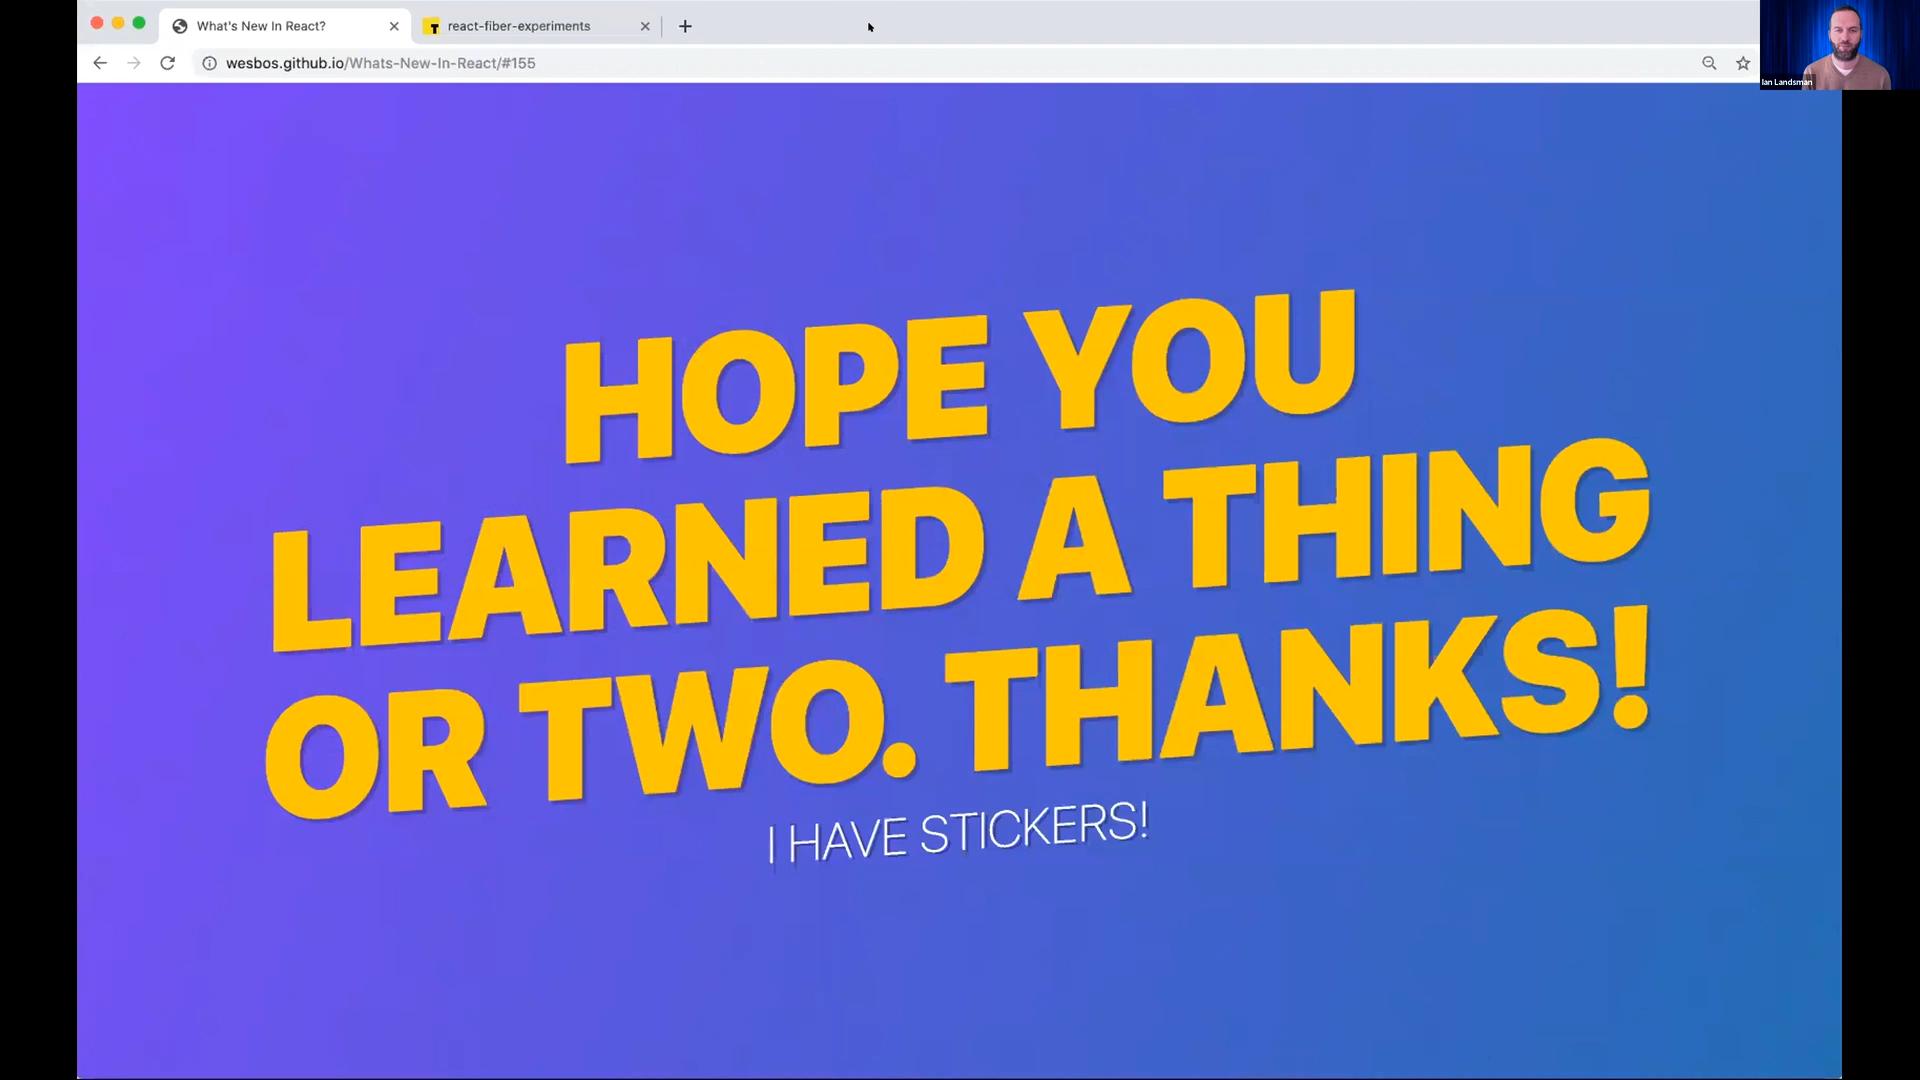 What's New In React?
react-fiber-experiments
wesbos.github.io/Whats-New-In-React/#155
Ian Landsman
HOPE YOU
LEARNED A THING
OR TWO. THANKS!
I HAVE STICKERS!